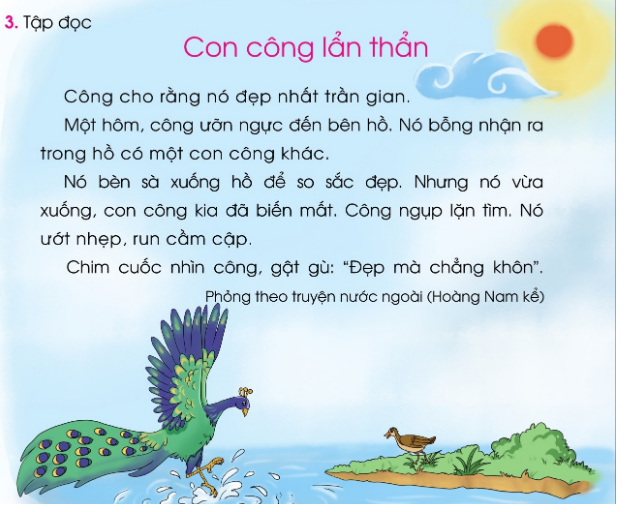 3. Tập đọc
Con công lẩn thẩn
Công cho rằng nó đẹp nhất trần gian.
Một hôm, công ưỡn ngực đến bên hồ. Nó bỗng nhận ra
trong hồ có một con công khác.
Nó bèn sà xuống hồ để so sắc đẹp. Nhưng nó vừa
xuống, con công kia đã biến mất. Công ngụp lặn tìm. Nó
ướt nhẹp, run cầm cập.
Chim cuốc nhìn công, gật gù: “Đẹp mà chẳng khôn”.
Phỏng theo truyện nước ngoài (Hoàng Nam kể)